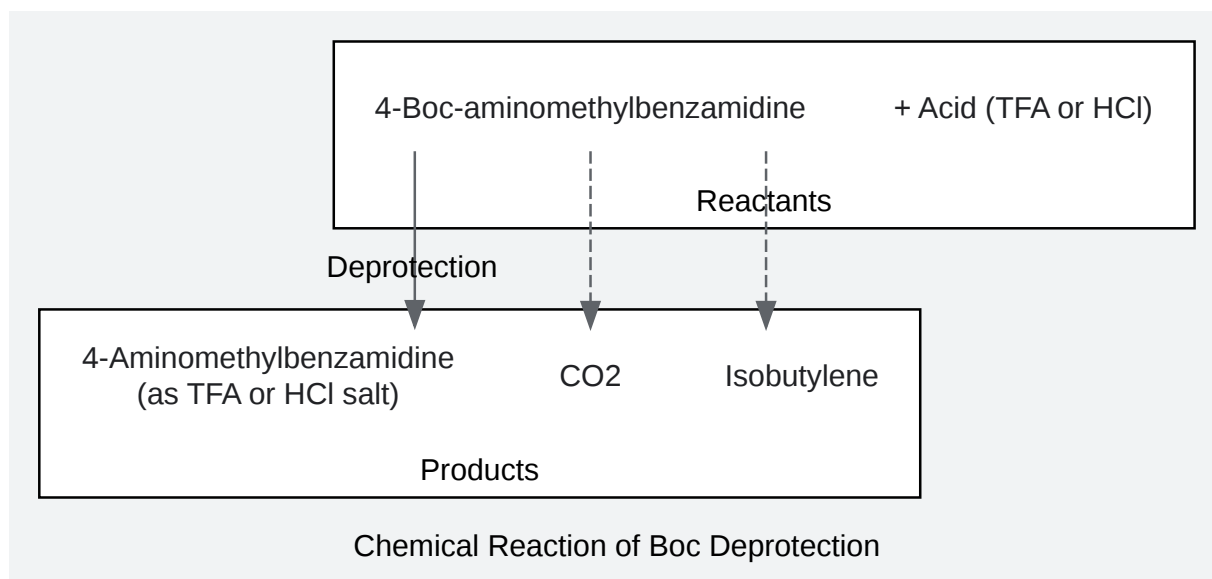 4-Boc-aminomethylbenzamidine
+ Acid (TFA or HCl)
Reactants
Deprotection
4-Aminomethylbenzamidine
(as TFA or HCl salt)
CO2
Isobutylene
Products
Chemical Reaction of Boc Deprotection